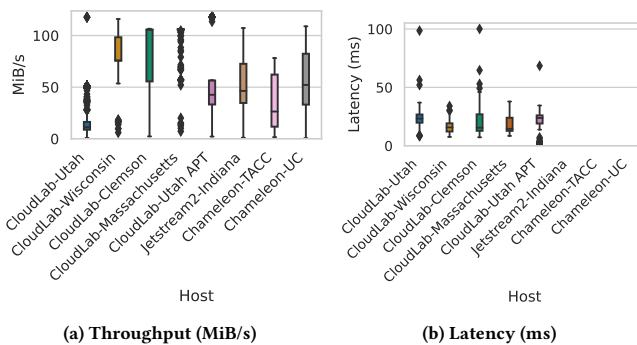 100
50
0
MiB/s
CloudLab-Utah
CloudLab-Wisconsin
CloudLab-Clemson
CloudLab-Massachusetts
CloudLab-Utah APT
Jetstream2-Indiana
Chameleon-TACC
Chameleon-UC
Host
(a) Throughput (MiB/s)
100
50
0
Latency (ms)
CloudLab-Utah
CloudLab-Wisconsin
CloudLab-Clemson
CloudLab-Massachusetts
CloudLab-Utah APT
Jetstream2-Indiana
Chameleon-TACC
Chameleon-UC
Host
(b) Latency (ms)